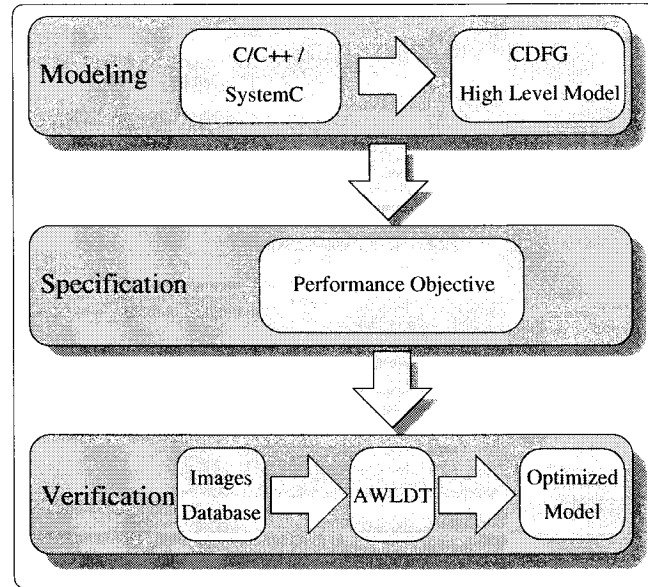 Modeling
C/C++ /
SystemC
CDFG
High Level Model
Specification
Performance Objective
Verification
Images
Database
AWLDT
Optimized
Model